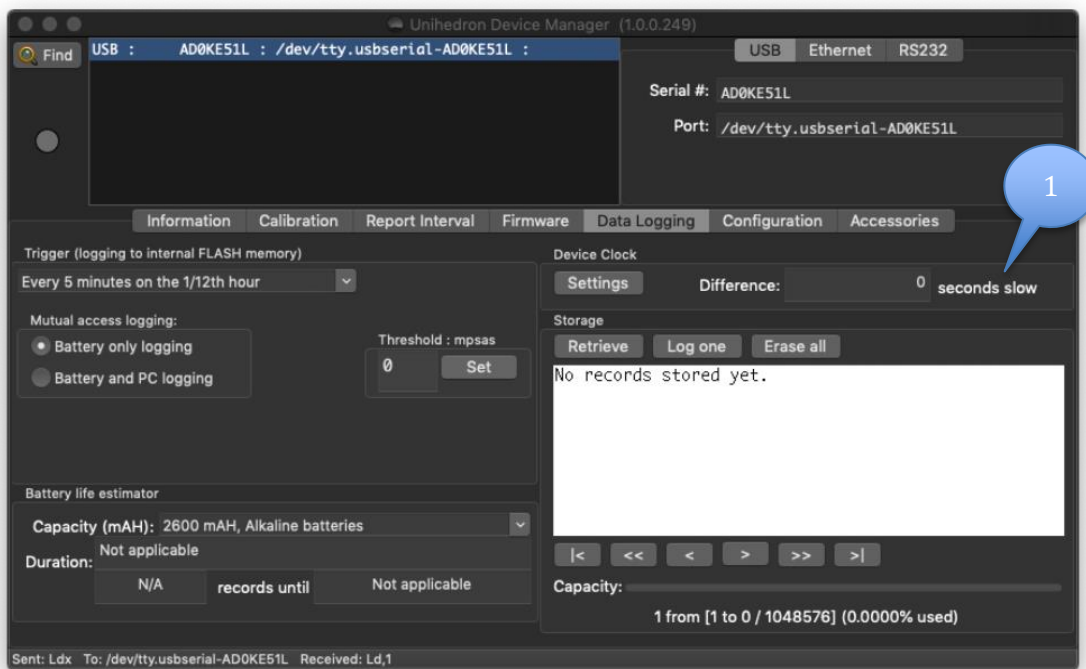 Unihedron Device Manager (1.0.0.249)
Find
USB : AD0KE51L : /dev/tty.usbserial-AD0KE51L :
USB Ethernet RS232
Serial #: AD0KE51L
Port: /dev/tty.usbserial-AD0KE51L
1
Information Calibration Report Interval Firmware Data Logging Configuration Accessories
Trigger (logging to internal FLASH memory)
Every 5 minutes on the 1/12th hour
Mutual access logging:
Battery only logging
Battery and PC logging
Threshold : mpsas
0 Set
Battery life estimator
Capacity (mAH): 2600 mAH, Alkaline batteries
Duration: Not applicable
N/A records until Not applicable
Device Clock
Settings Difference: 0 seconds slow
Storage
Retrieve Log one Erase all
No records stored yet.
|< << < > >> >|
Capacity:
1 from [1 to 0 / 1048576] (0.0000% used)
Sent: Ldx To: /dev/tty.usbserial-AD0KE51L Received: Ld,1